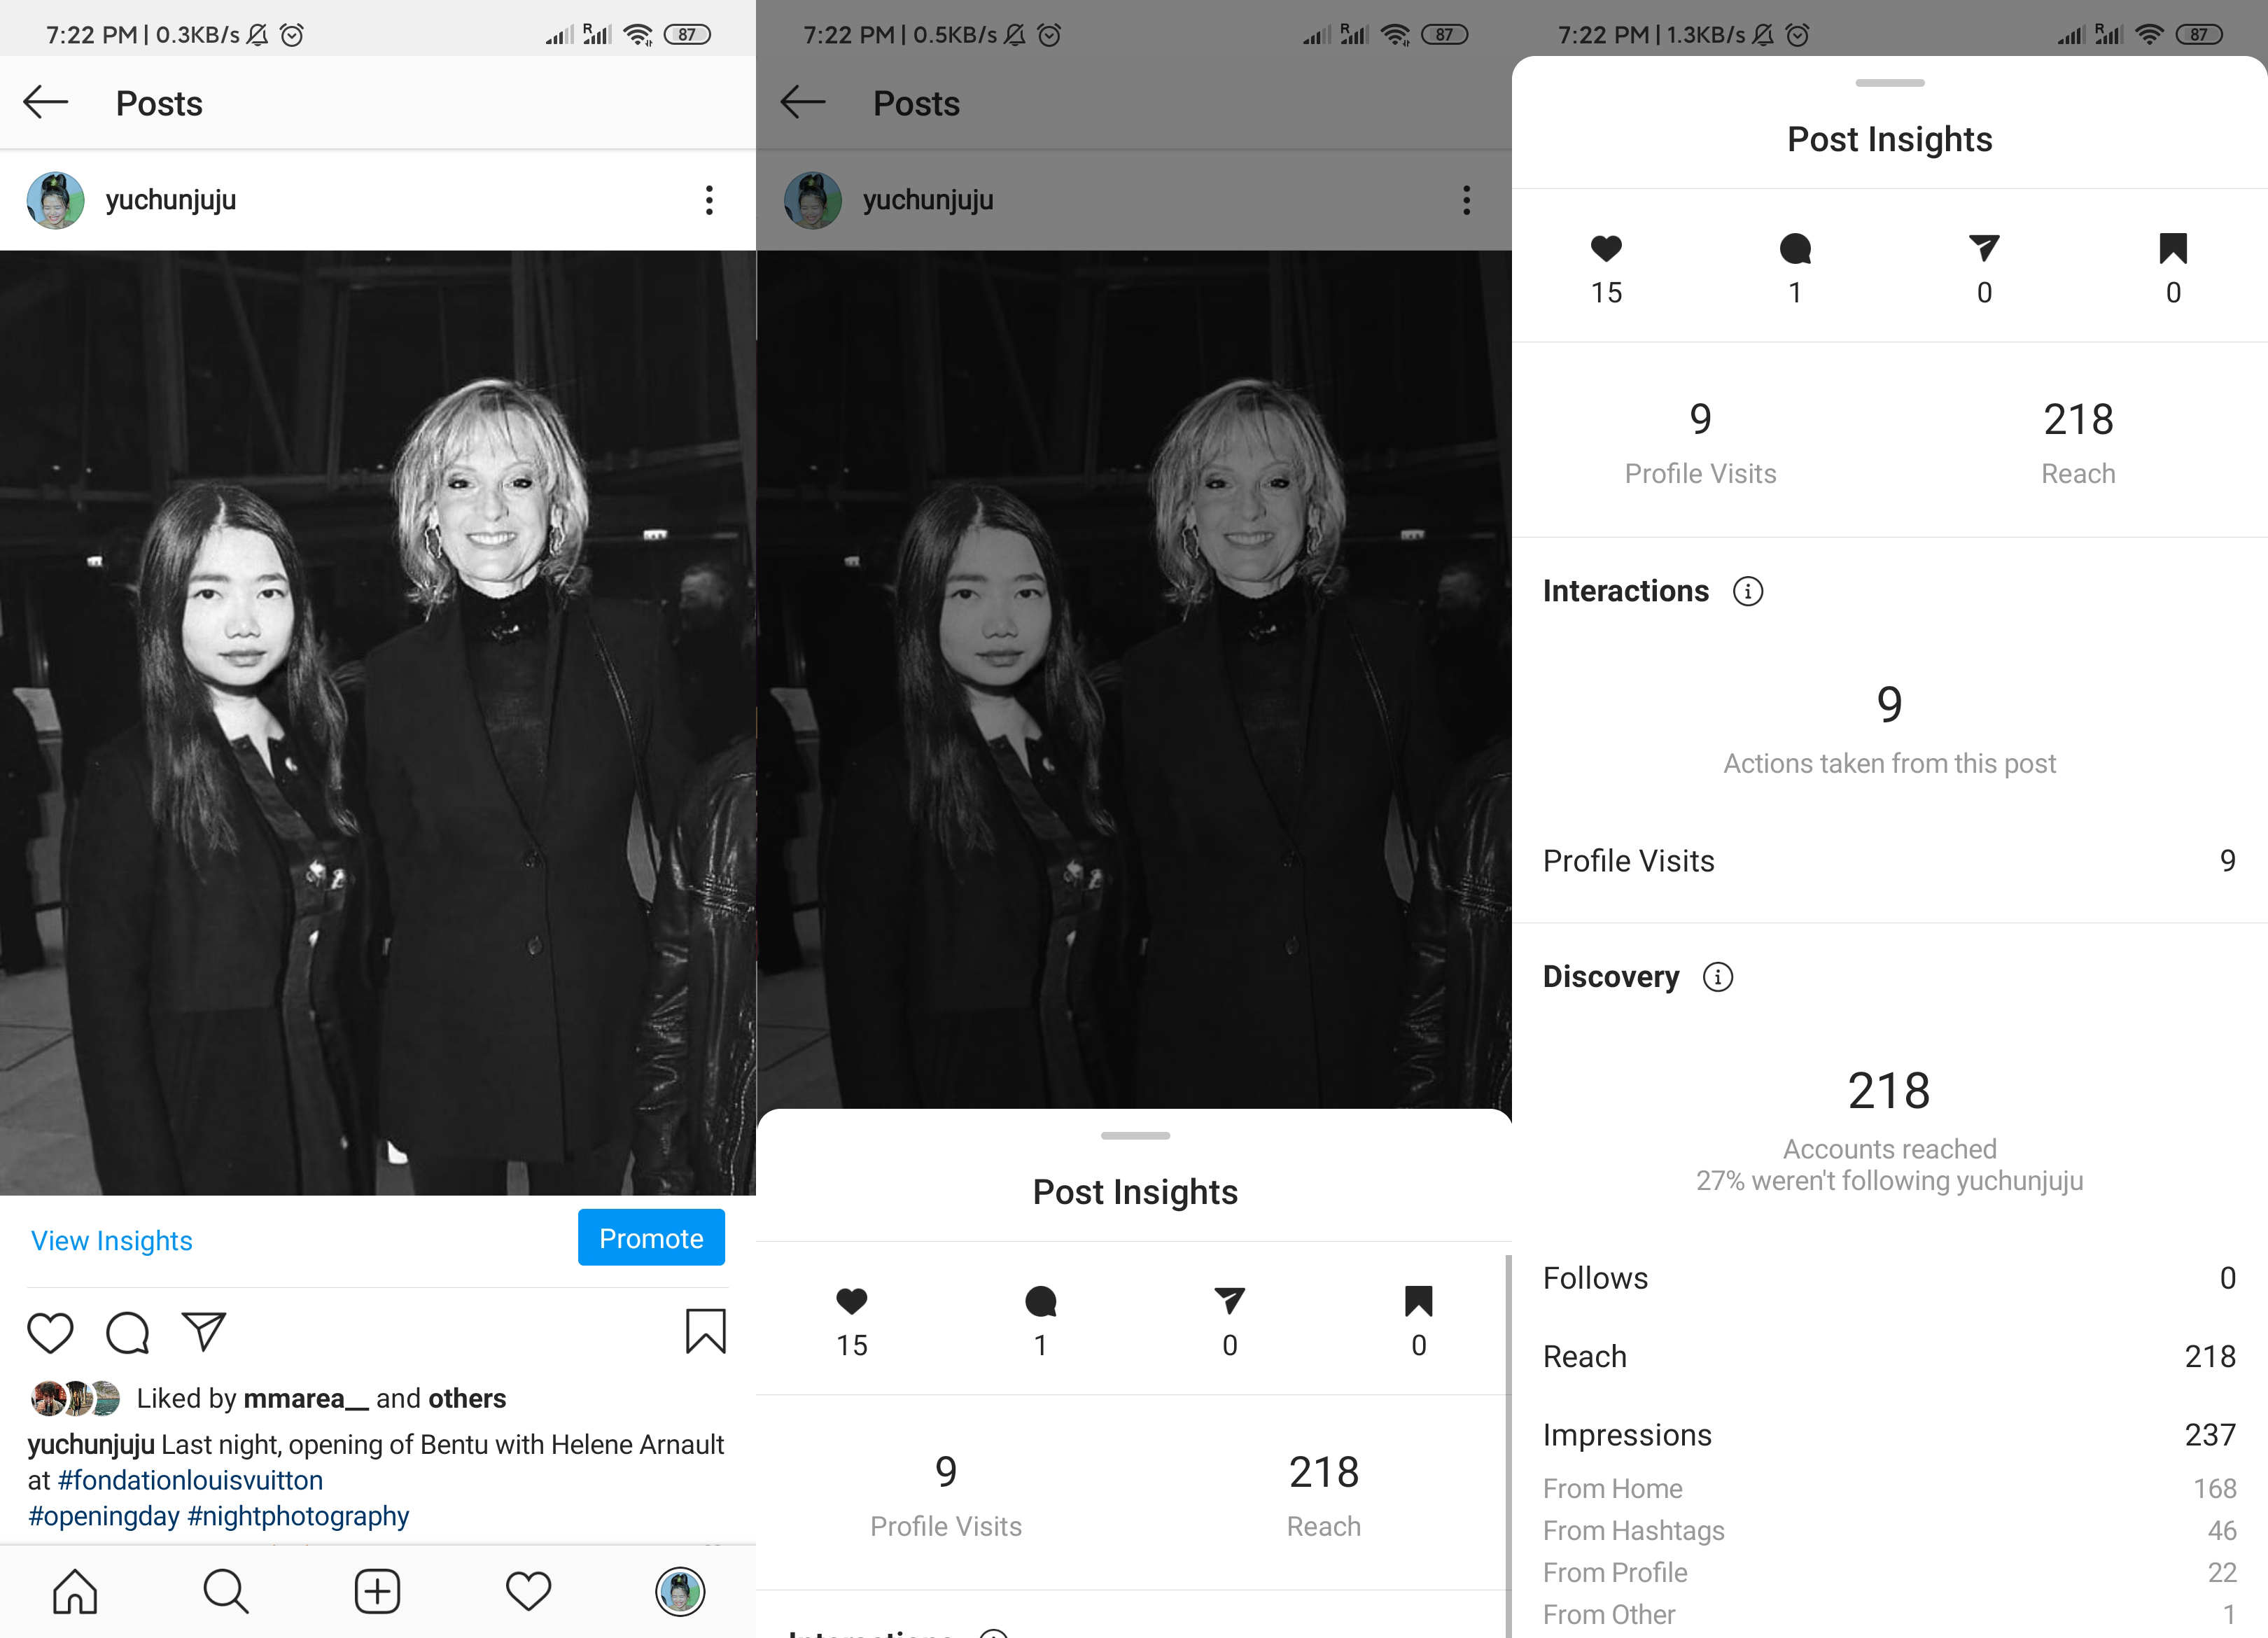 7:22 PM | 0.3KB/s
R
87
Posts
yuchunjuju
View Insights
Promote
Liked by mmarea__ and others
yuchunjuju Last night, opening of Bentu with Helene Arnault
at #fondationlouisvuitton
#openingday #nightphotography
7:22 PM | 0.5KB/s
R
87
Posts
yuchunjuju
Post Insights
15
1
0
0
9
218
Profile Visits
Reach
Interactions
7:22 PM | 1.3KB/s
R
87
Post Insights
15
1
0
0
9
218
Profile Visits
Reach
Interactions
9
Actions taken from this post
Profile Visits 9
Discovery
218
Accounts reached
27% weren't following yuchunjuju
Follows 0
Reach 218
Impressions 237
From Home 168
From Hashtags 46
From Profile 22
From Other 1